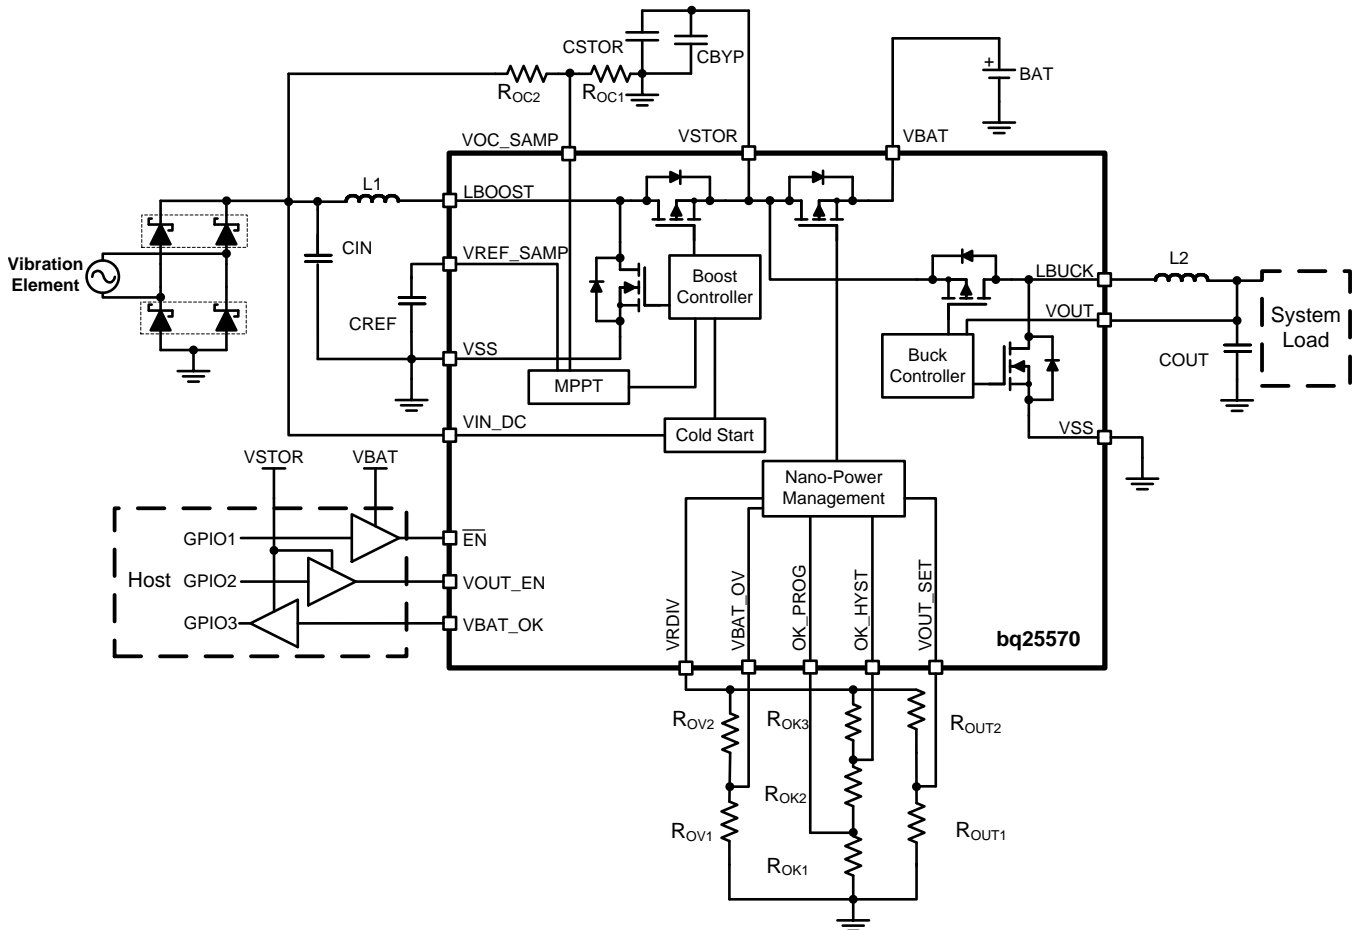 CSTOR
CBYP
BAT
+
ROC2
ROC1
VOC_SAMP
VSTOR
VBAT
L1
LBOOST
CIN
VREF_SAMP
Vibration
Element
Boost
Controller
LBUCK
L2
CREF
VOUT
System
Load
VSS
Buck
Controller
COUT
MPPT
VIN_DC
Cold Start
VSS
VSTOR
VBAT
Nano-Power
Management
GPIO1
EN
Host
GPIO2
VOUT_EN
GPIO3
VBAT_OK
VRDIV
VBAT_OV
OK_PROG
OK_HYST
VOUT_SET
bq25570
ROV2
ROK3
ROUT2
ROK2
ROV1
ROUT1
ROK1